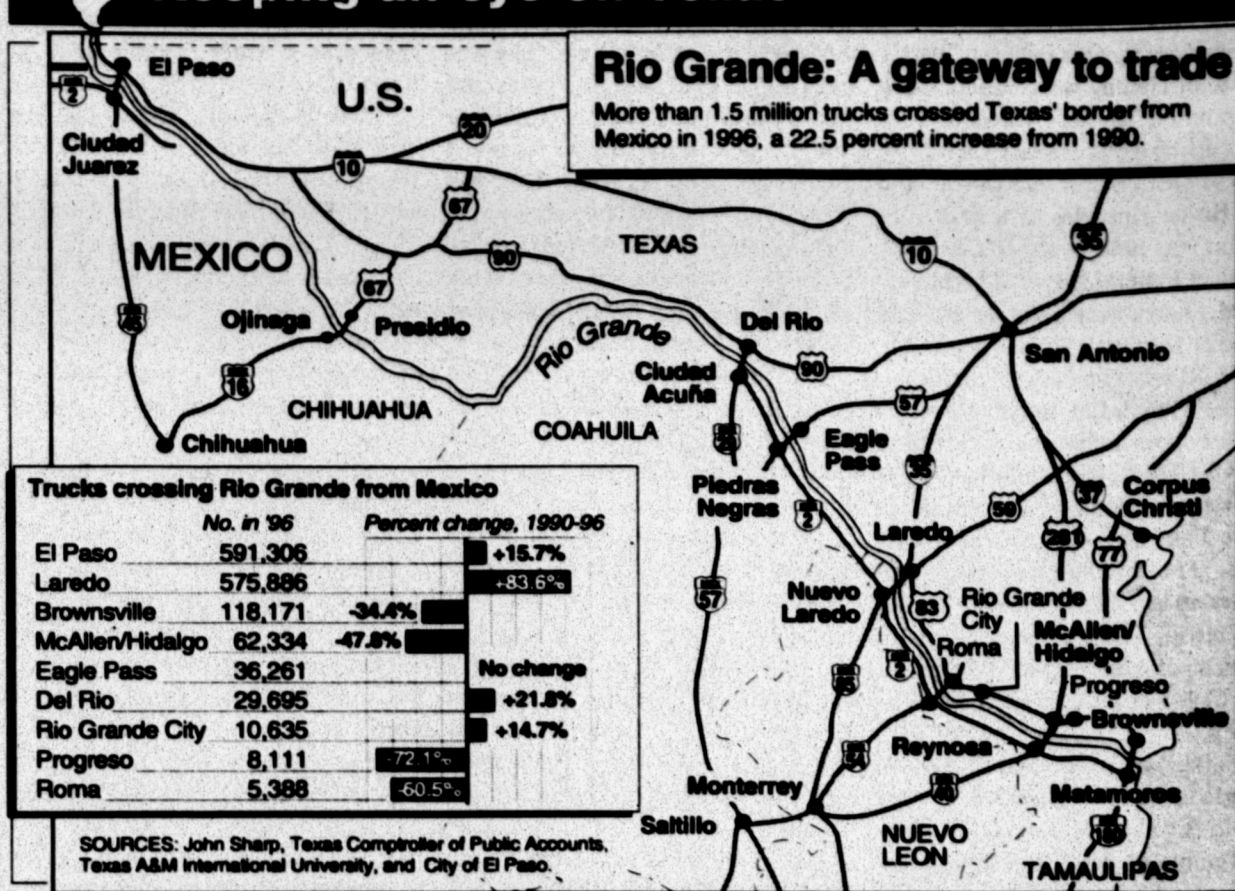 Rio Grande: A gateway to trade
More than 1.5 million trucks crossed Texas' border from
Mexico in 1996, a 22.5 percent increase from 1990.
El Paso
U.S.
2
20
Ciudad
Juarez
10
67
MEXICO
TEXAS
90
10
35
67
45
Ojinaga
Presidio
Rio Grande
Del Rio
San Antonio
16
Ciudad
Acuña
90
CHIHUAHUA
57
COAHUILA
Chihuahua
Eagle
Pass
35
Piedras
Negras
2
59
37
Corpus
Christi
Laredo
281
77
57
Nuevo
Laredo
83
Rio Grande
City
McAllen/
Hidalgo
Roma
2
85
Progreso
Brownsville
Reynosa
54
Monterrey
40
Matamoros
Saltillo
NUEVO
LEON
TAMAULIPAS
Trucks crossing Rio Grande from Mexico
No. in '96 Percent change, 1990-96
El Paso 591,306 +15.7%
Laredo 575,886 +83.6%
Brownsville 118,171 -34.4%
McAllen/Hidalgo 62,334 -47.8%
Eagle Pass 36,261 No change
Del Rio 29,695 +21.8%
Rio Grande City 10,635 +14.7%
Progreso 8,111 -72.1%
Roma 5,388 -60.5%
SOURCES: John Sharp, Texas Comptroller of Public Accounts,
Texas A&M International University, and City of El Paso.